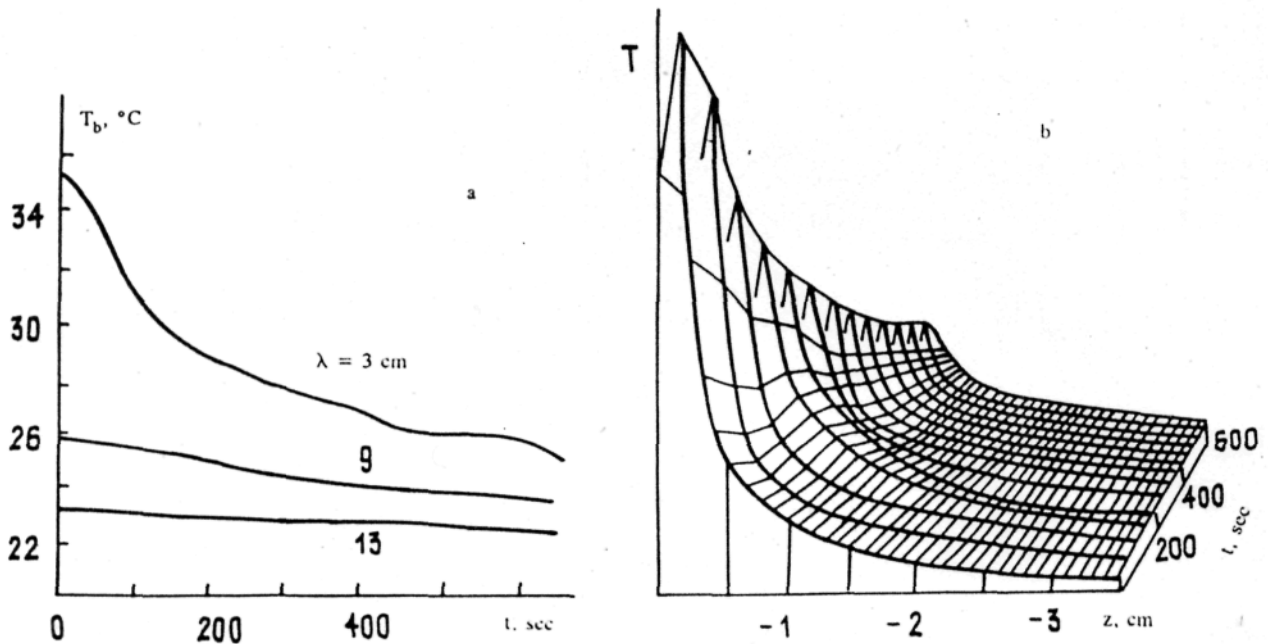 T_b, °C
a
34
30
λ = 3 cm
26
9
22
13
0
200
400
t, sec
T
b
600
400
200
t, sec
-1
-2
-3
z, cm